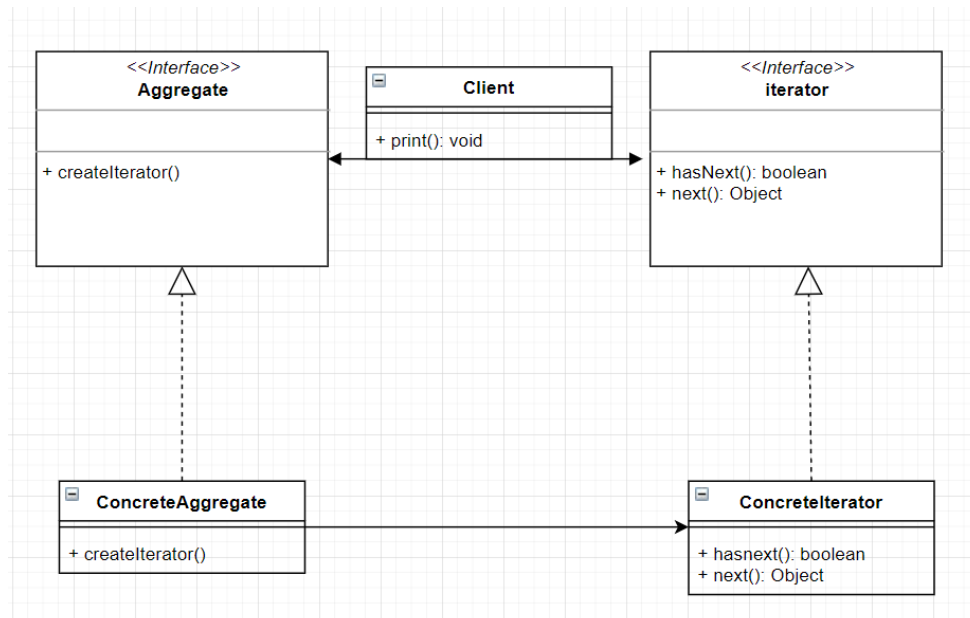 <<Interface>>
Aggregate
+ createIterator()
Client
+ print(): void
<<Interface>>
iterator
+ hasNext(): boolean
+ next(): Object
ConcreteAggregate
+ createIterator()
ConcreteIterator
+ hasnext(): boolean
+ next(): Object